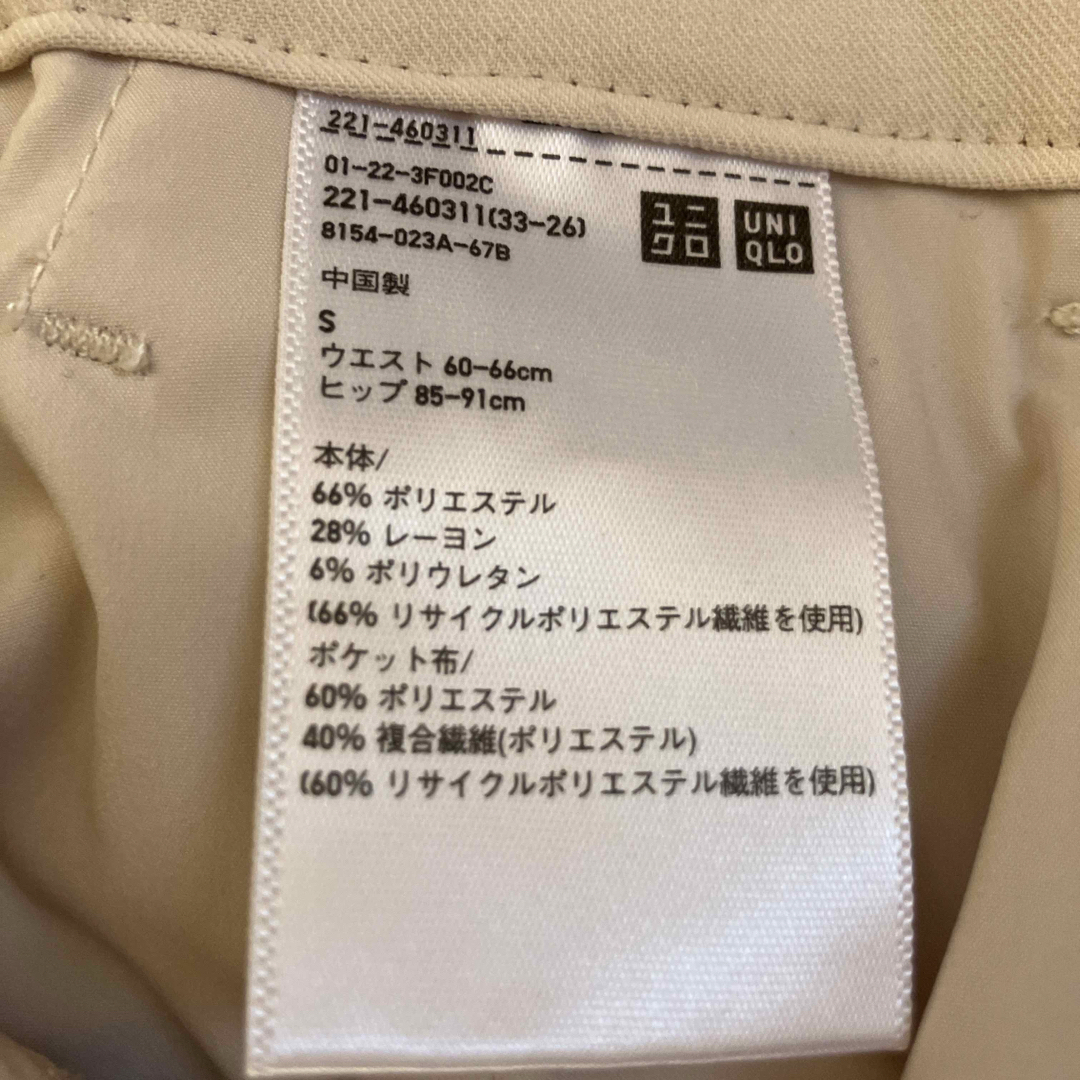 221-460311
01-22-3F002C
221-460311(33-26)
8154-023A-67B
ユニ
クロ
UNI
QLO
中国製
S
ウエスト 60-66cm
ヒップ 85-91cm
本体/
66% ポリエステル
28% レーヨン
6% ポリウレタン
(66% リサイクルポリエステル繊維を使用)
ポケット布/
60% ポリエステル
40% 複合繊維(ポリエステル)
(60% リサイクルポリエステル繊維を使用)